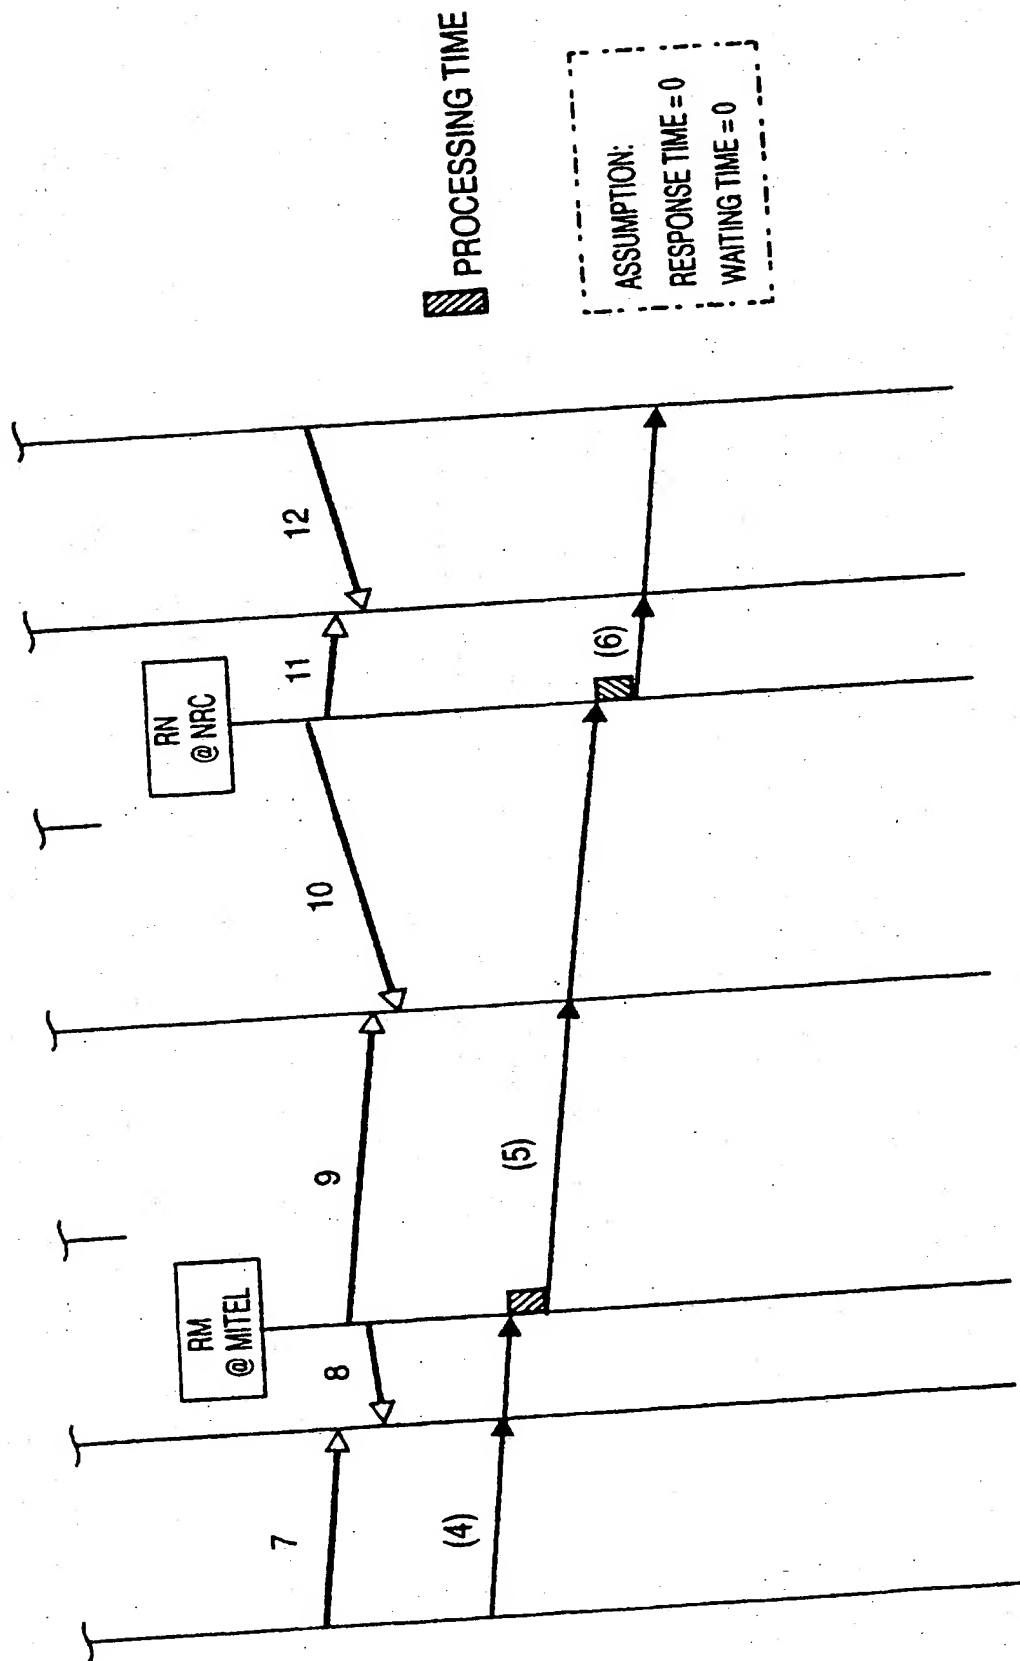 RM
@ MITEL
RN
@ NRC
7
8
9
10
11
12
(4)
(5)
(6)
PROCESSING TIME
ASSUMPTION:
RESPONSE TIME = 0
WAITING TIME = 0